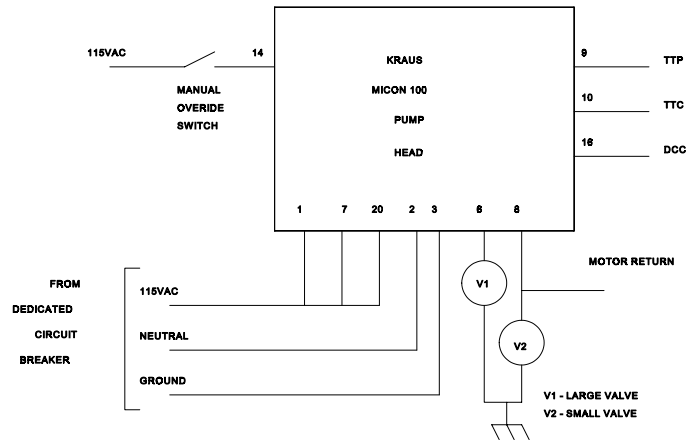 115VAC
14
MANUAL
OVERIDE
SWITCH
KRAUS
MICON 100
PUMP
HEAD
9
TTP
10
TTC
16
DCC
1 7 20 2 3 6 8
MOTOR RETURN
FROM
DEDICATED
CIRCUIT
BREAKER
115VAC
NEUTRAL
GROUND
V1
V2
V1 - LARGE VALVE
V2 - SMALL VALVE